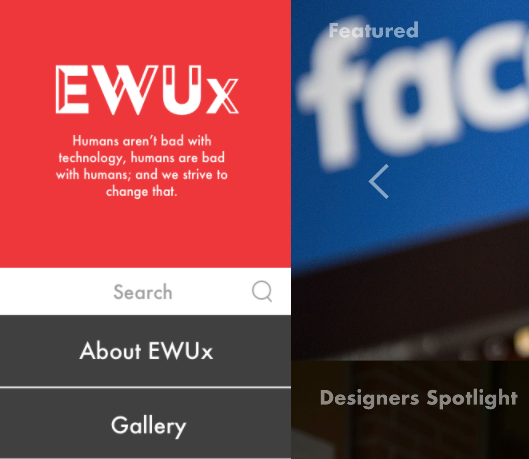 EWUx
Humans aren't bad with
technology, humans are bad
with humans; and we strive to
change that.
Search
About EWUx
Gallery
Featured
fac
Designers Spotlight